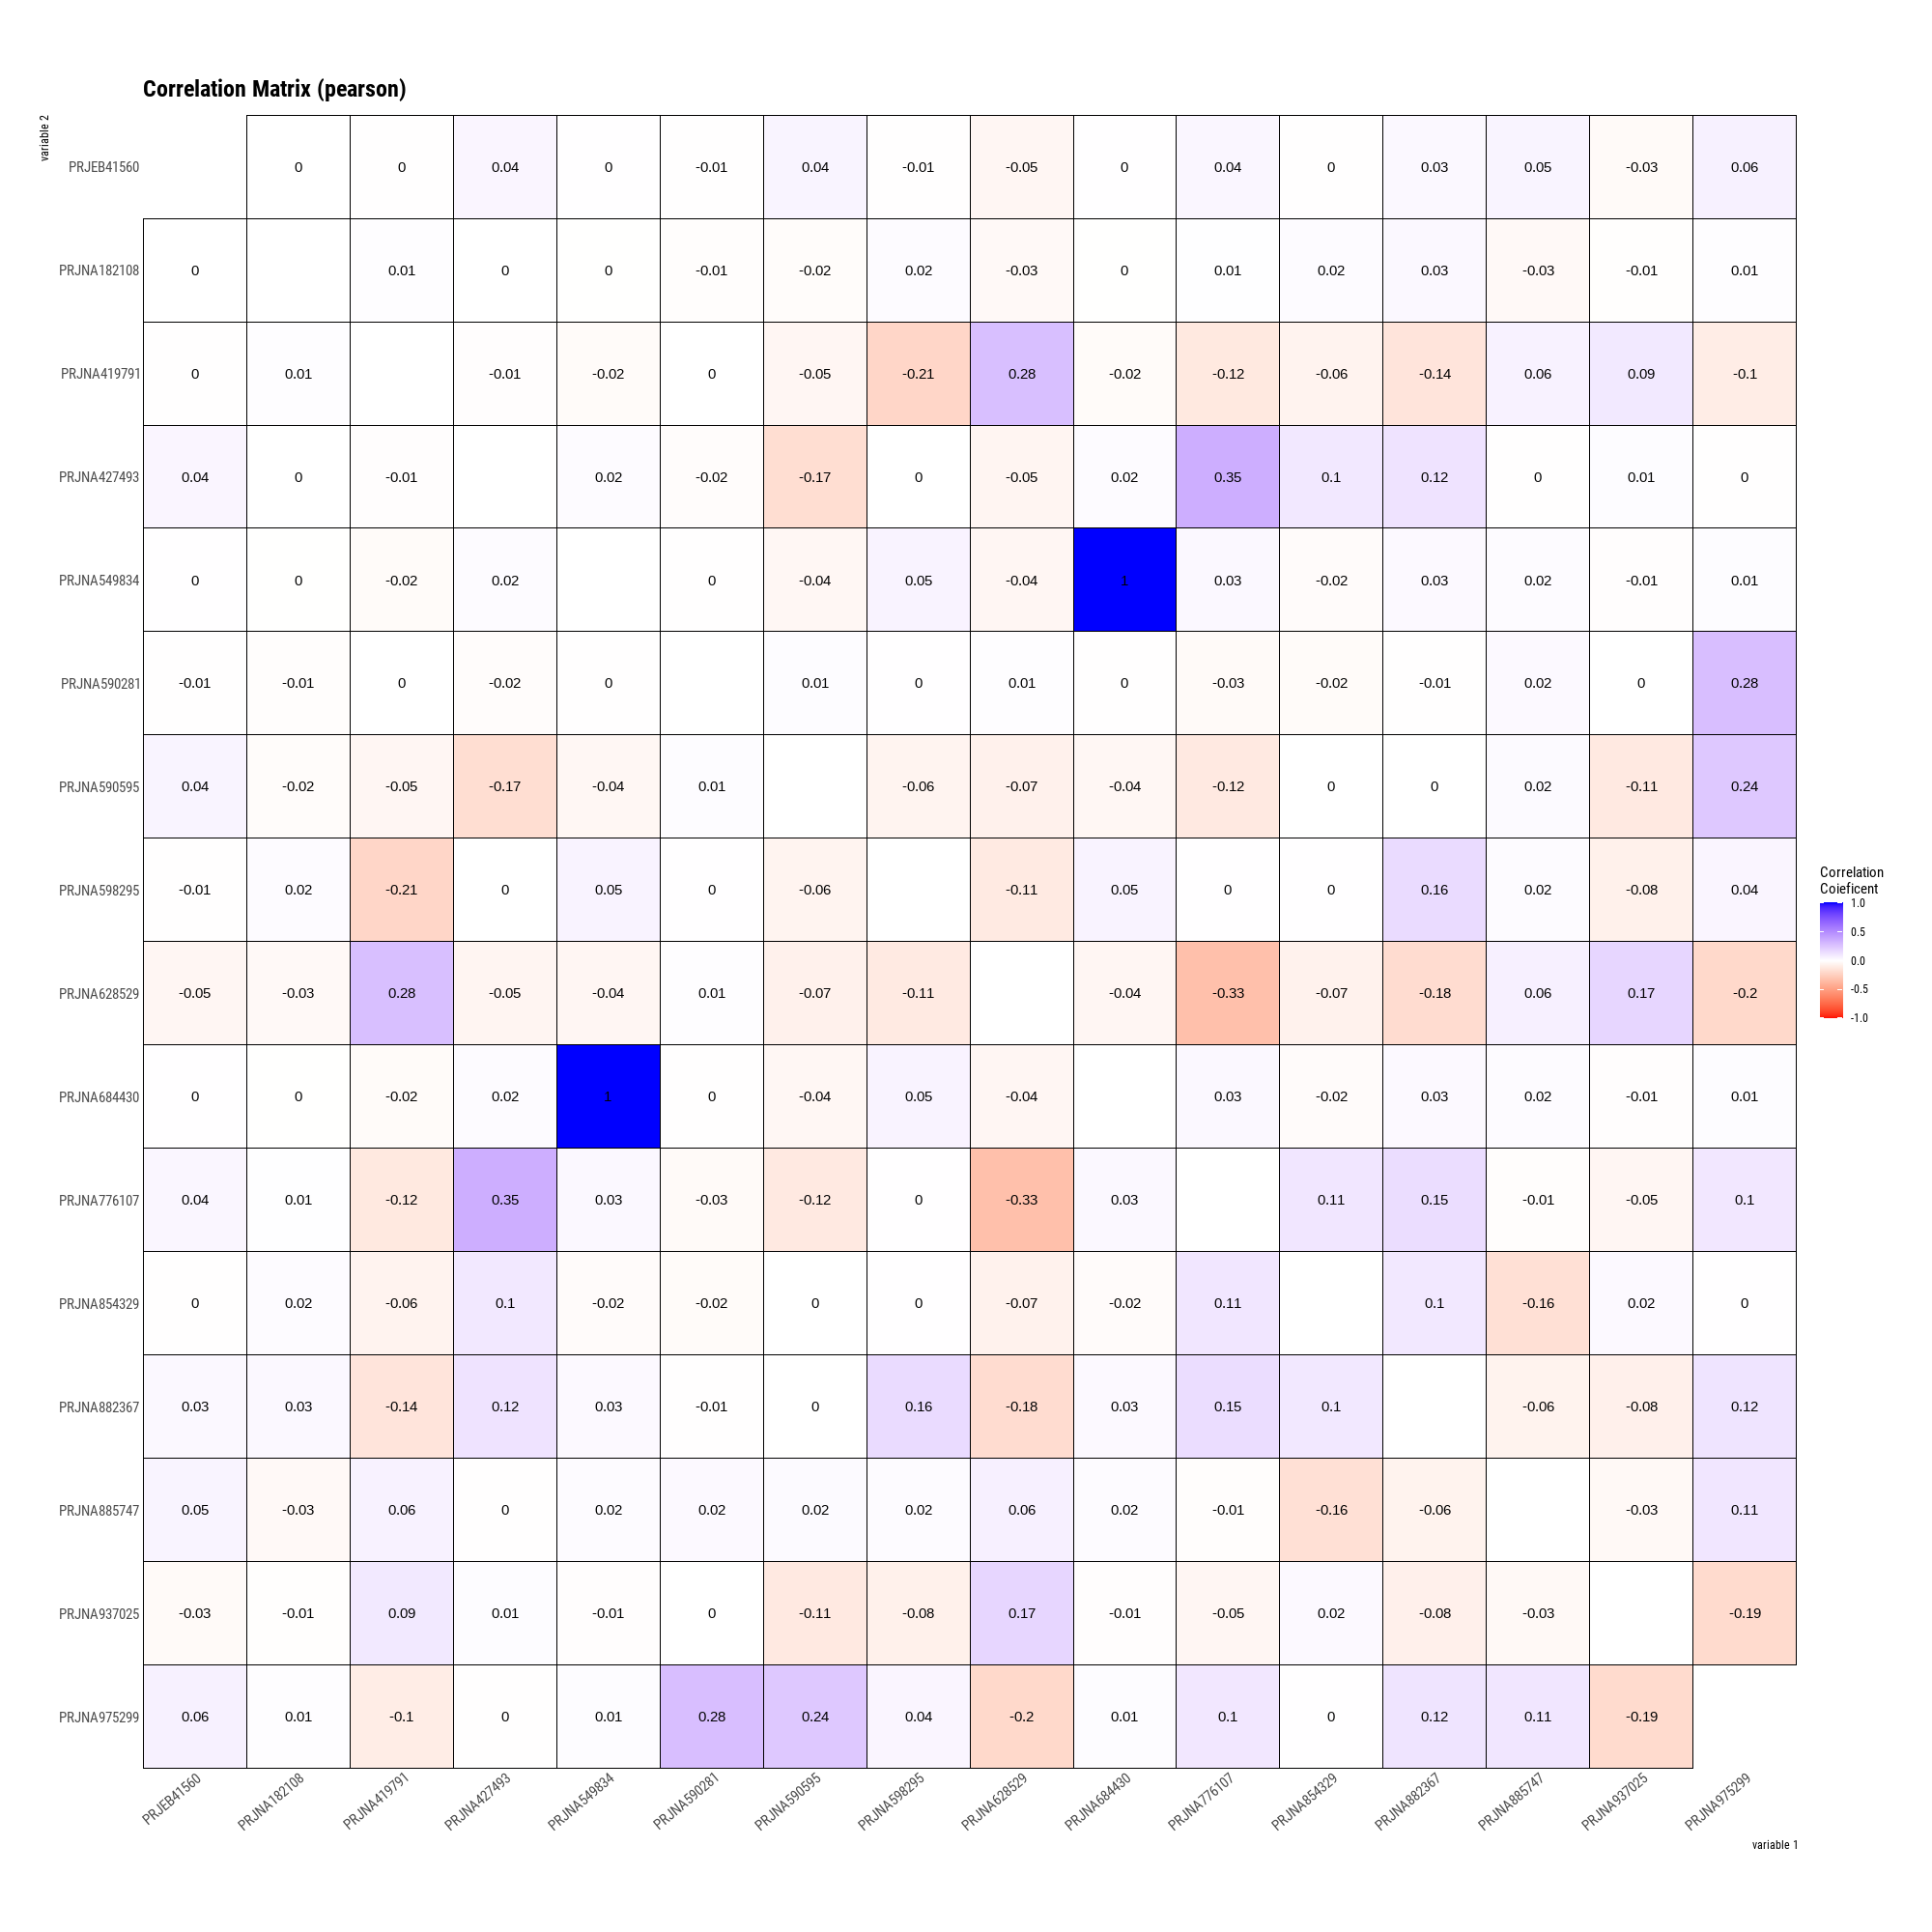 Correlation Matrix (pearson)
variable 2
PRJEB41560 0 0 0.04 0 -0.01 0.04 -0.01 -0.05 0 0.04 0 0.03 0.05 -0.03 0.06
PRJNA182108 0 0.01 0 0 -0.01 -0.02 0.02 -0.03 0 0.01 0.02 0.03 -0.03 -0.01 0.01
PRJNA419791 0 0.01 -0.01 -0.02 0 -0.05 -0.21 0.28 -0.02 -0.12 -0.06 -0.14 0.06 0.09 -0.1
PRJNA427493 0.04 0 -0.01 0.02 -0.02 -0.17 0 -0.05 0.02 0.35 0.1 0.12 0 0.01 0
PRJNA549834 0 0 -0.02 0.02 0 -0.04 0.05 -0.04 1 0.03 -0.02 0.03 0.02 -0.01 0.01
PRJNA590281 -0.01 -0.01 0 -0.02 0 0.01 0 0.01 0 -0.03 -0.02 -0.01 0.02 0 0.28
PRJNA590595 0.04 -0.02 -0.05 -0.17 -0.04 0.01 -0.06 -0.07 -0.04 -0.12 0 0 0.02 -0.11 0.24
PRJNA598295 -0.01 0.02 -0.21 0 0.05 0 -0.06 -0.11 0.05 0 0 0.16 0.02 -0.08 0.04
PRJNA628529 -0.05 -0.03 0.28 -0.05 -0.04 0.01 -0.07 -0.11 -0.04 -0.33 -0.07 -0.18 0.06 0.17 -0.2
PRJNA684430 0 0 -0.02 0.02 1 0 -0.04 0.05 -0.04 0.03 -0.02 0.03 0.02 -0.01 0.01
PRJNA776107 0.04 0.01 -0.12 0.35 0.03 -0.03 -0.12 0 -0.33 0.03 0.11 0.15 -0.01 -0.05 0.1
PRJNA854329 0 0.02 -0.06 0.1 -0.02 -0.02 0 0 -0.07 -0.02 0.11 0.1 -0.16 0.02 0
PRJNA882367 0.03 0.03 -0.14 0.12 0.03 -0.01 0 0.16 -0.18 0.03 0.15 0.1 -0.06 -0.08 0.12
PRJNA885747 0.05 -0.03 0.06 0 0.02 0.02 0.02 0.02 0.06 0.02 -0.01 -0.16 -0.06 -0.03 0.11
PRJNA937025 -0.03 -0.01 0.09 0.01 -0.01 0 -0.11 -0.08 0.17 -0.01 -0.05 0.02 -0.08 -0.03 -0.19
PRJNA975299 0.06 0.01 -0.1 0 0.01 0.28 0.24 0.04 -0.2 0.01 0.1 0 0.12 0.11 -0.19
PRJEB41560 PRJNA182108 PRJNA419791 PRJNA427493 PRJNA549834 PRJNA590281 PRJNA590595 PRJNA598295 PRJNA628529 PRJNA684430 PRJNA776107 PRJNA854329 PRJNA882367 PRJNA885747 PRJNA937025 PRJNA975299
variable 1
Correlation
Coieficent
1.0
0.5
0.0
-0.5
-1.0